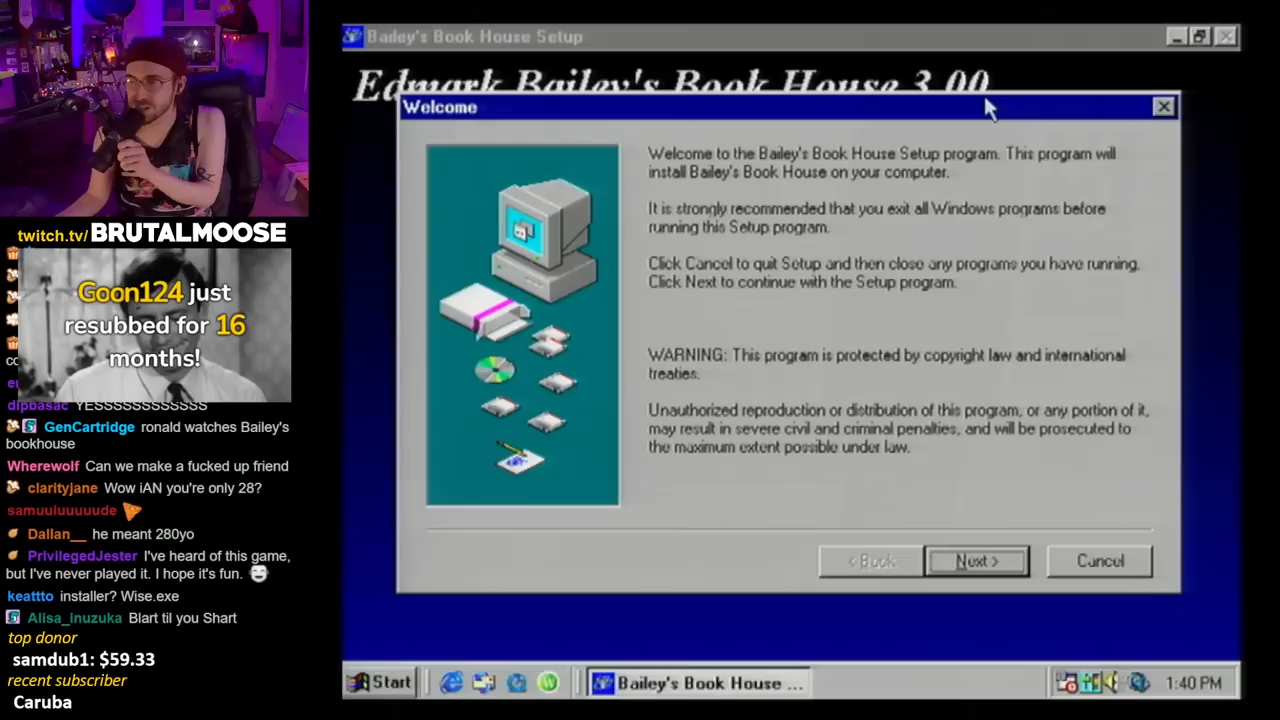 Bailey's Book House Setup
Edmark Bailey's Book House 3.00
Welcome
Welcome to the Bailey's Book House Setup program. This program will
install Bailey's Book House on your computer.
It is strongly recommended that you exit all Windows programs before
running this Setup program.
Click Cancel to quit Setup and then close any programs you have running.
Click Next to continue with the Setup program.
WARNING: This program is protected by copyright law and international
treaties.
Unauthorized reproduction or distribution of this program, or any portion of it,
may result in severe civil and criminal penalties, and will be prosecuted to
the maximum extent possible under law.
< Back
Next >
Cancel
Start
Bailey's Book House ...
1:40 PM
twitch.tv/BRUTALMOOSE
Goon124 just
resubbed for 16
months!
dipbasac YESSSSSSSSSSS
GenCartridge ronald watches Bailey's
bookhouse
Wherewolf Can we make a fucked up friend
clarityjane Wow iAN you're only 28?
samuuluuuuude
Dallan__ he meant 280yo
PrivilegedJester I've heard of this game,
but I've never played it. I hope it's fun.
keattto installer? Wise.exe
Alisa_inuzuka Blart til you Shart
top donor
samdub1: $59.33
recent subscriber
Caruba